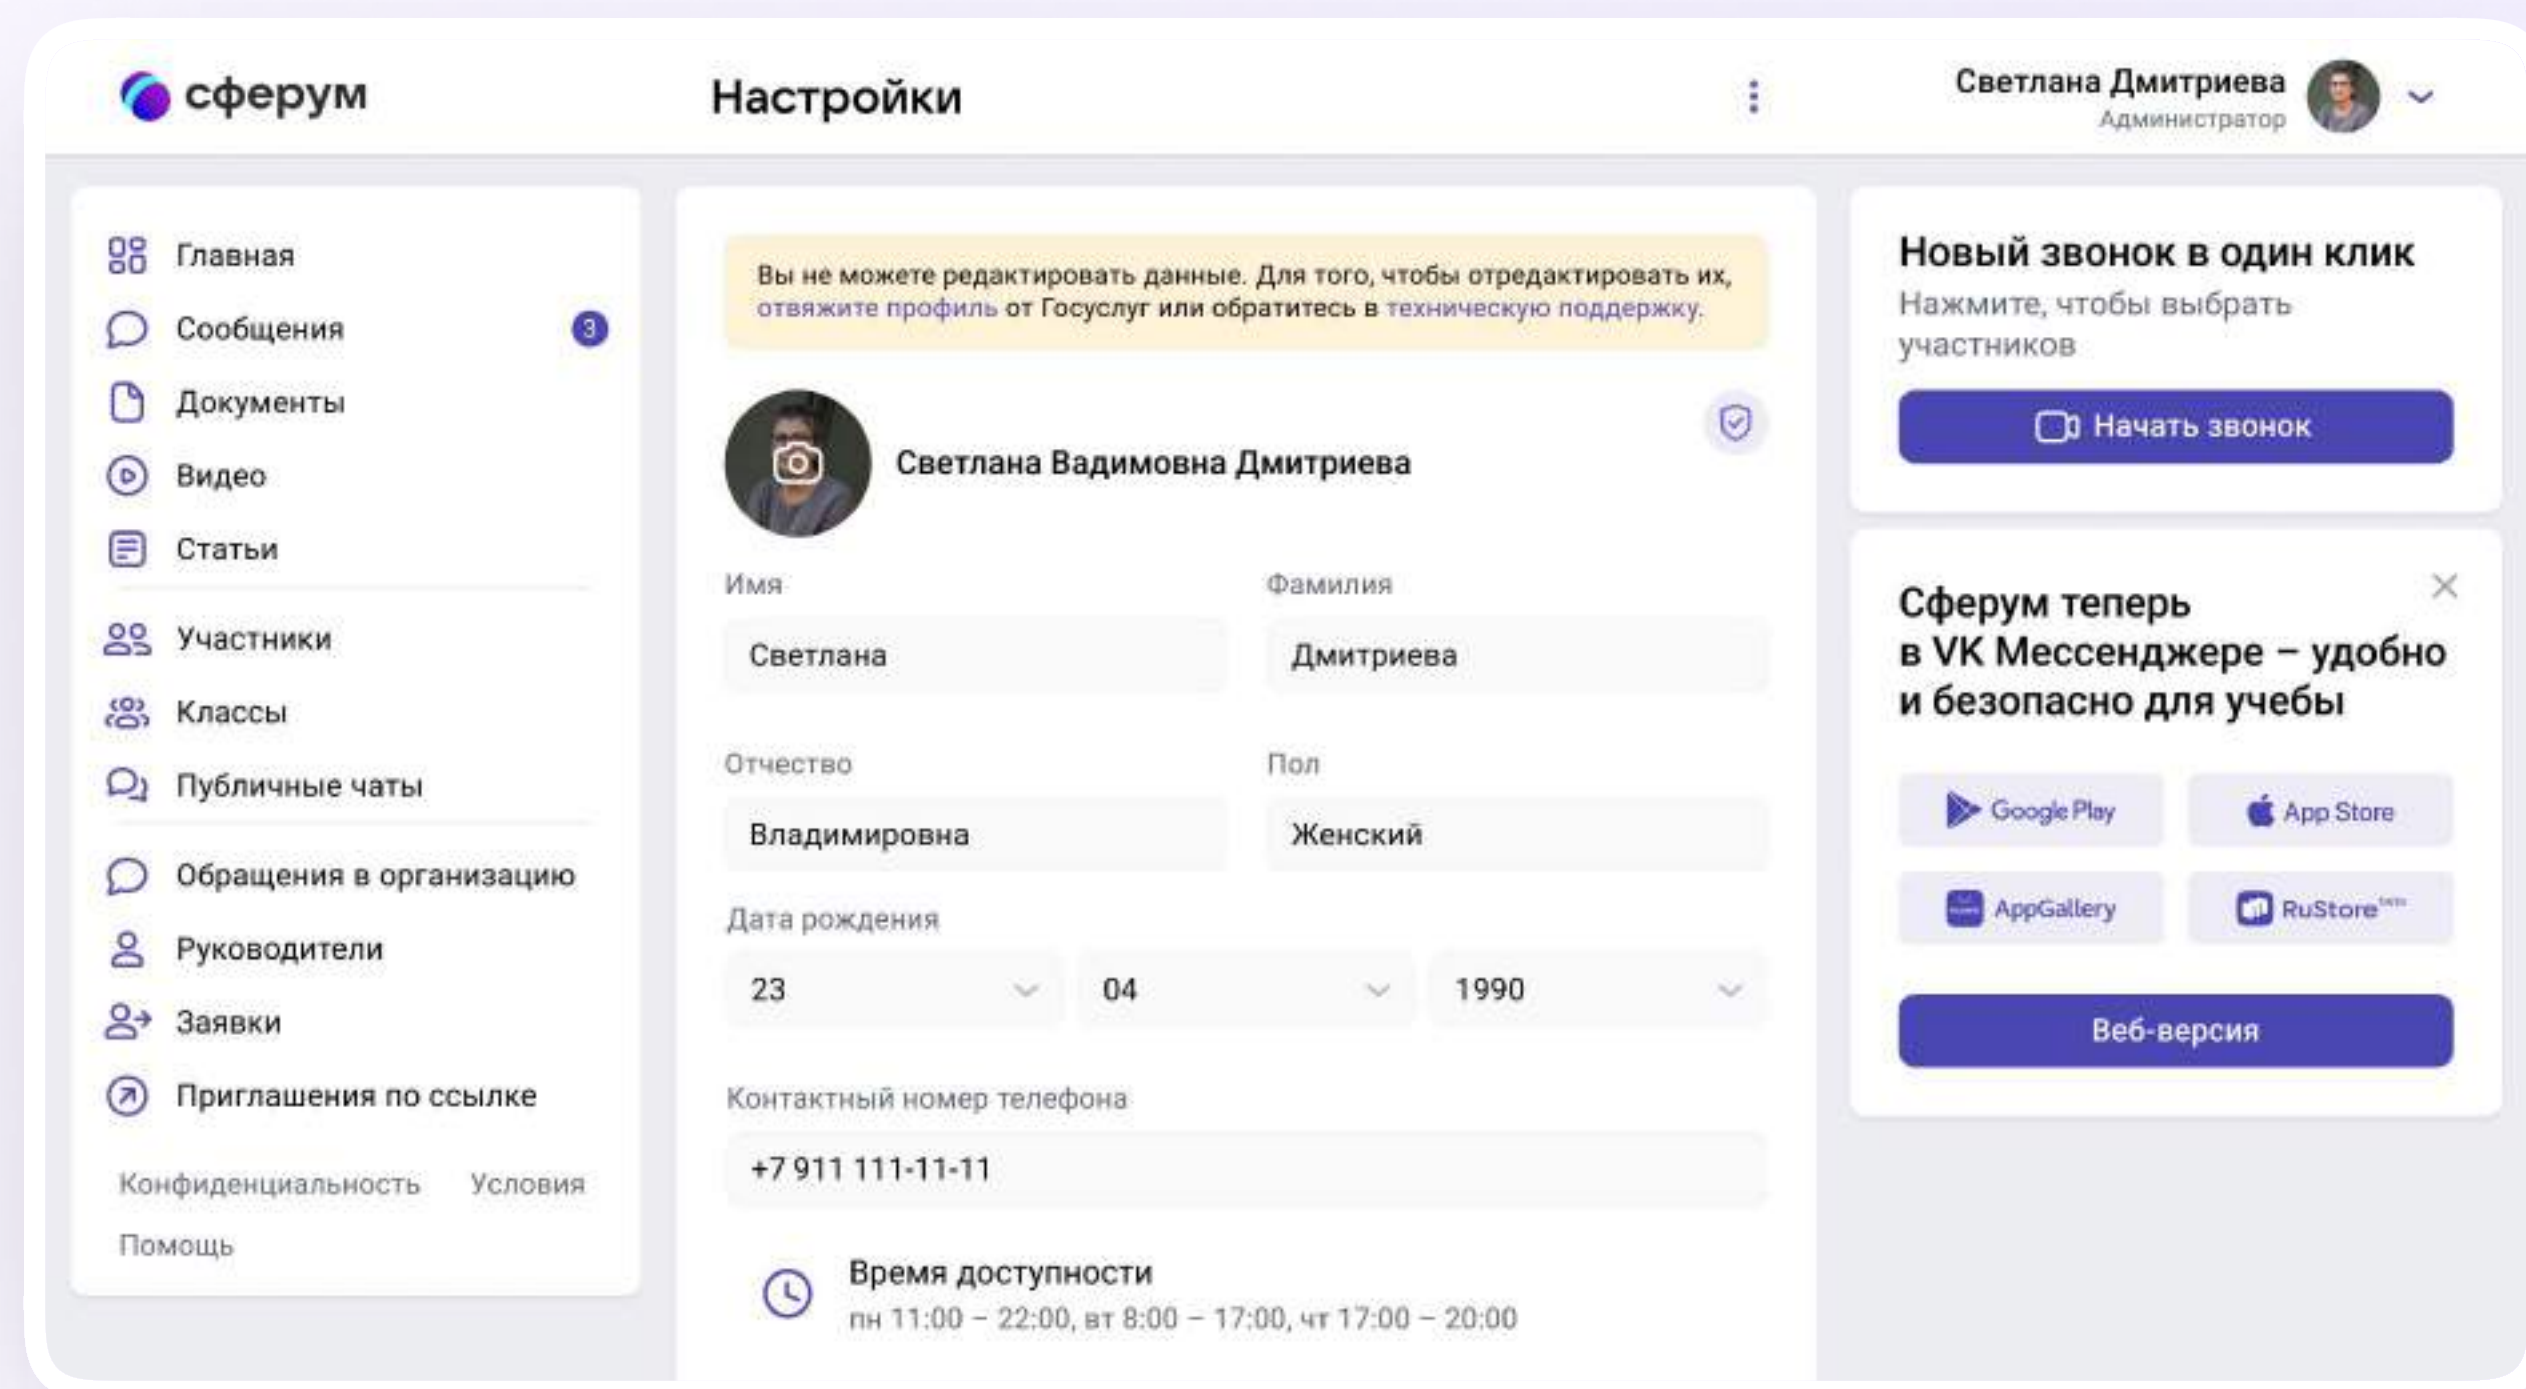 сферум
Настройки
Светлана Дмитриева
Администратор
Главная
Сообщения
3
Документы
Видео
Статьи
Участники
Классы
Публичные чаты
Обращения в организацию
Руководители
Заявки
Приглашения по ссылке
Конфиденциальность
Условия
Помощь
Вы не можете редактировать данные. Для того, чтобы отредактировать их,
отвяжите профиль от Госуслуг или обратитесь в техническую поддержку.
Светлана Вадимовна Дмитриева
Имя
Фамилия
Светлана
Дмитриева
Отчество
Пол
Владимировна
Женский
Дата рождения
23
04
1990
Контактный номер телефона
+7 911 111-11-11
Время доступности
пн 11:00 – 22:00, вт 8:00 – 17:00, чт 17:00 – 20:00
Новый звонок в один клик
Нажмите, чтобы выбрать
участников
Начать звонок
Сферум теперь
в VK Мессенджере – удобно
и безопасно для учебы
Google Play
App Store
AppGallery
RuStore
Веб-версия